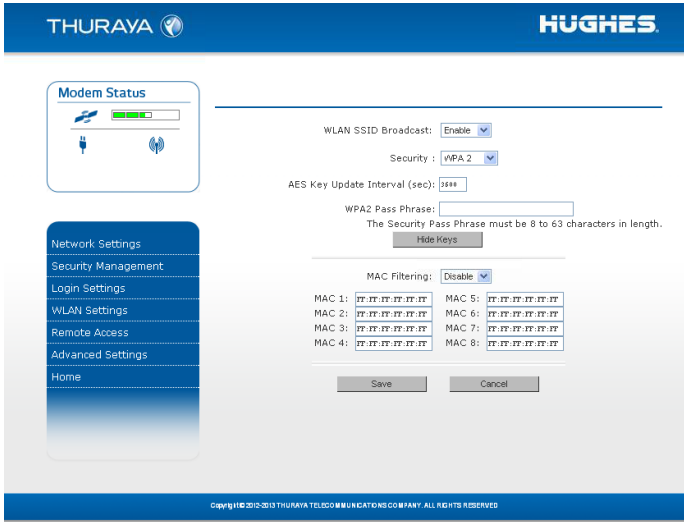 THURAYA
HUGHES.
Modem Status
WLAN SSID Broadcast: Enable
Security : WPA 2
AES Key Update Interval (sec): 3600
WPA2 Pass Phrase:
The Security Pass Phrase must be 8 to 63 characters in length.
Hide Keys
MAC Filtering: Disable
MAC 1: FF:FF:FF:FF:FF:FF MAC 5: FF:FF:FF:FF:FF:FF
MAC 2: FF:FF:FF:FF:FF:FF MAC 6: FF:FF:FF:FF:FF:FF
MAC 3: FF:FF:FF:FF:FF:FF MAC 7: FF:FF:FF:FF:FF:FF
MAC 4: FF:FF:FF:FF:FF:FF MAC 8: FF:FF:FF:FF:FF:FF
Save Cancel
Network Settings
Security Management
Login Settings
WLAN Settings
Remote Access
Advanced Settings
Home
Copyright© 2012-2013 THURAYA TELECOMMUNICATIONS COMPANY. ALL RIGHTS RESERVED